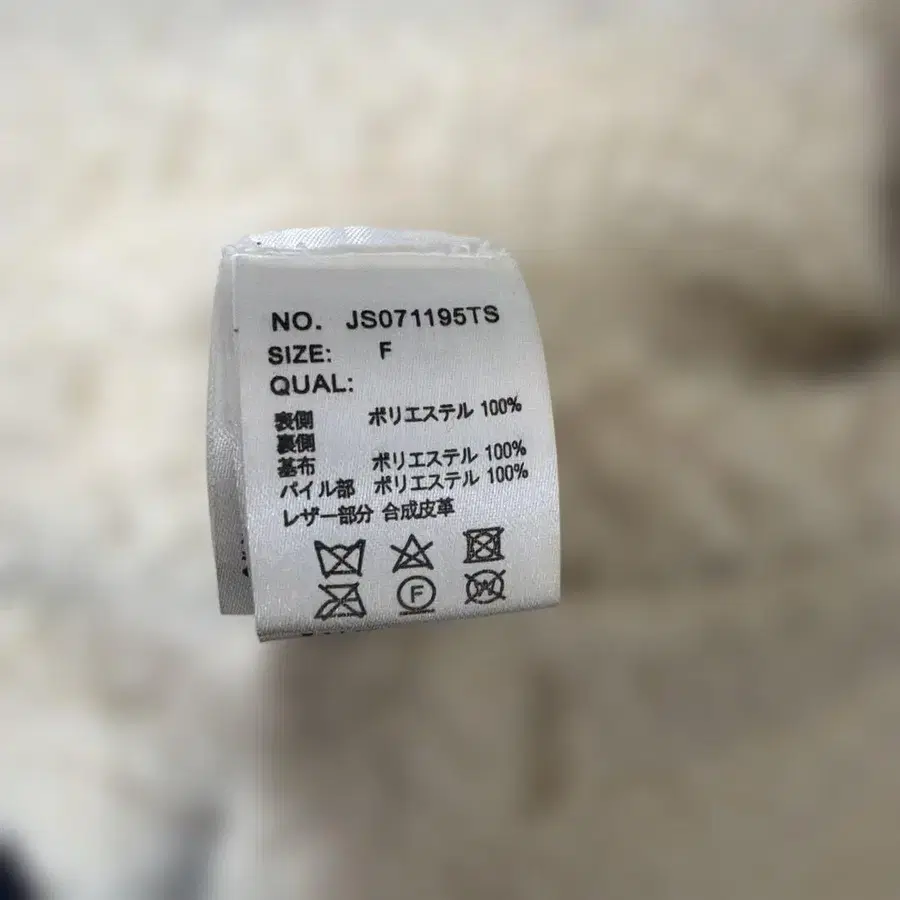 NO. JS071195TS
SIZE: F
QUAL:
表側 ポリエステル 100%
裏側
基布 ポリエステル 100%
パイル部 ポリエステル 100%
レザー部分 合成皮革
F
W